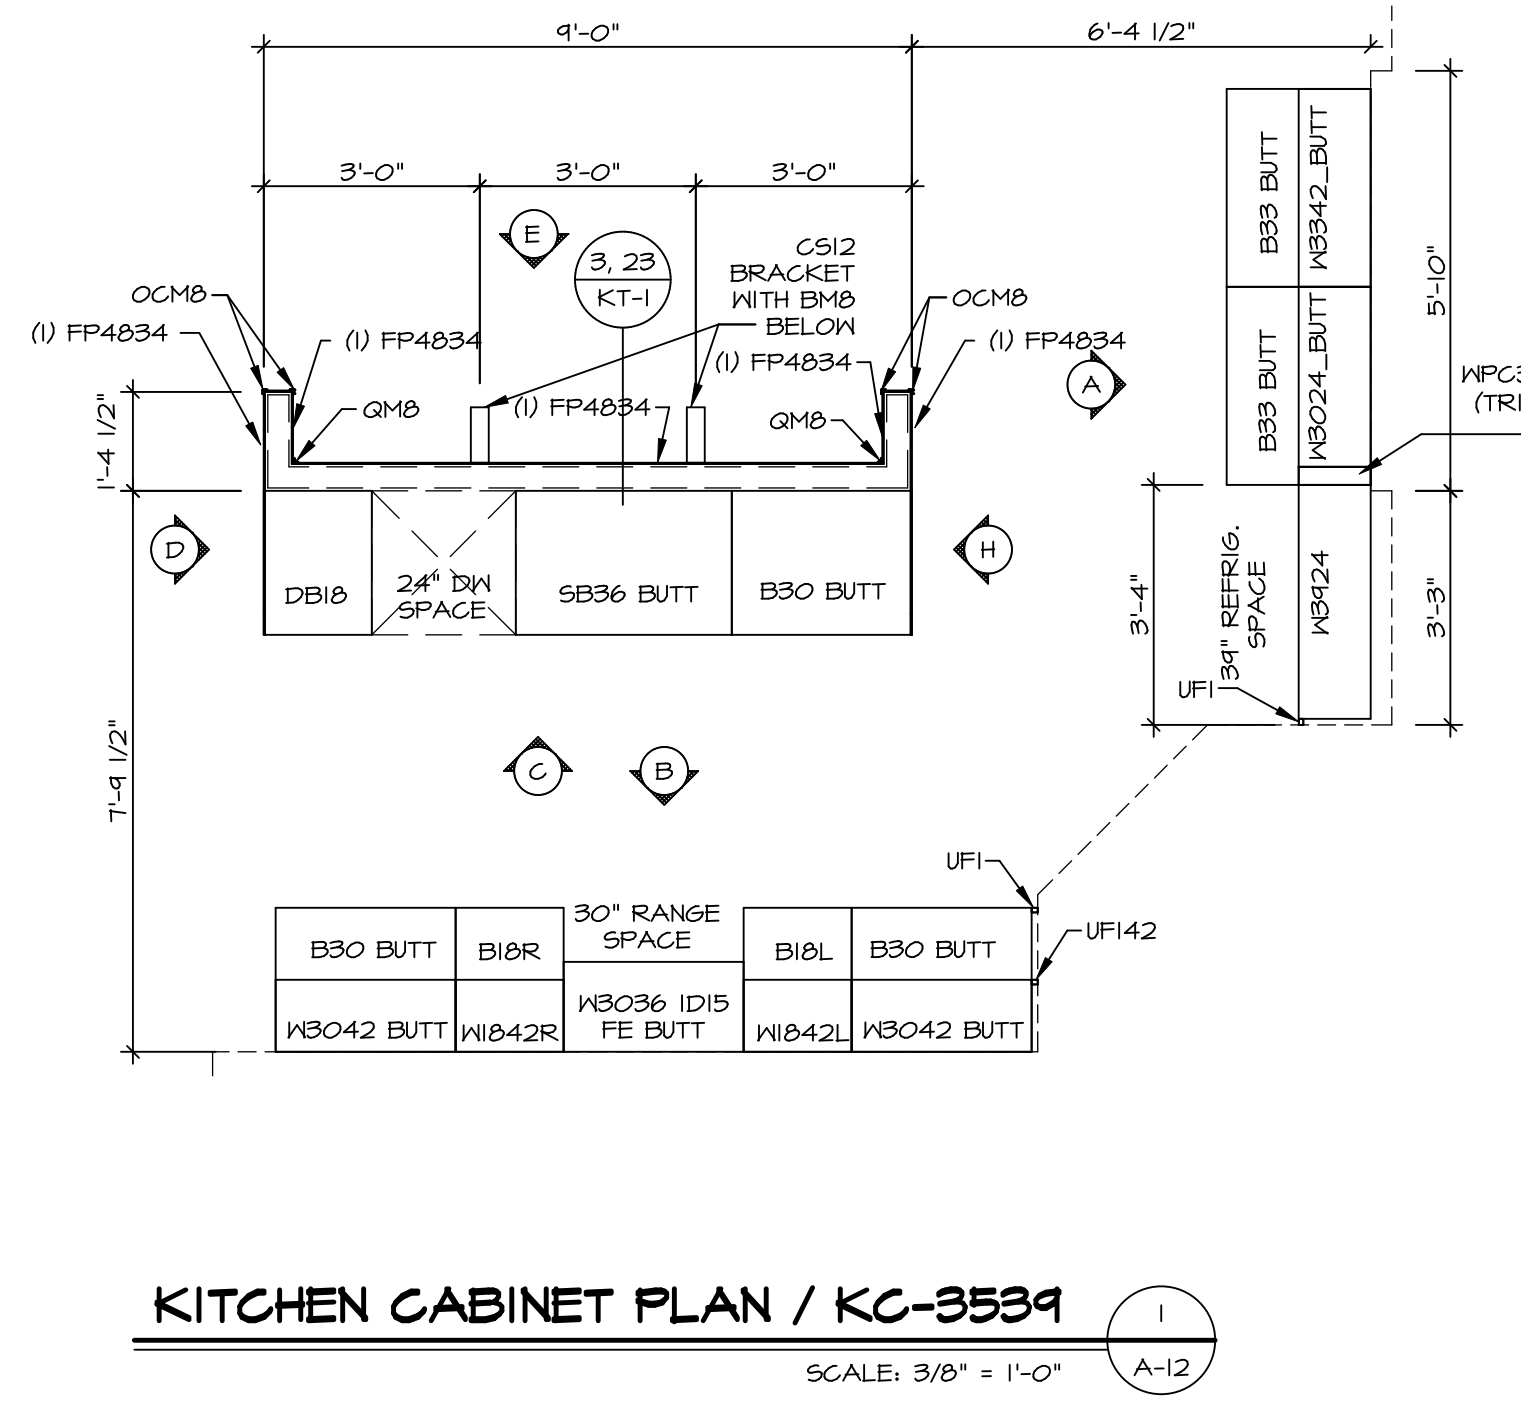 9'-0"
6'-4 1/2"
3'-0"
3'-0"
3'-0"
E
3, 23
KT-1
CS12
BRACKET
WITH BM8
BELOW
OCM8
(1) FP4834
(1) FP4834
QM8
(1) FP4834
(1) FP4834
QM8
OCM8
(1) FP4834
A
B33 BUTT
W3342_BUTT
B33 BUTT
W3024_BUTT
5'-10"
1'-4 1/2"
D
DB18
24" DW
SPACE
SB36 BUTT
B30 BUTT
H
3'-4"
39" REFRIG.
SPACE
W3924
3'-3"
UF1
7'-9 1/2"
C
B
UF1
UF142
30" RANGE
SPACE
B30 BUTT
B18R
B18L
B30 BUTT
W3042 BUTT
W1842R
W3036 1D15
FE BUTT
W1842L
W3042 BUTT
KITCHEN CABINET PLAN / KC-3539
1
A-12
SCALE: 3/8" = 1'-0"